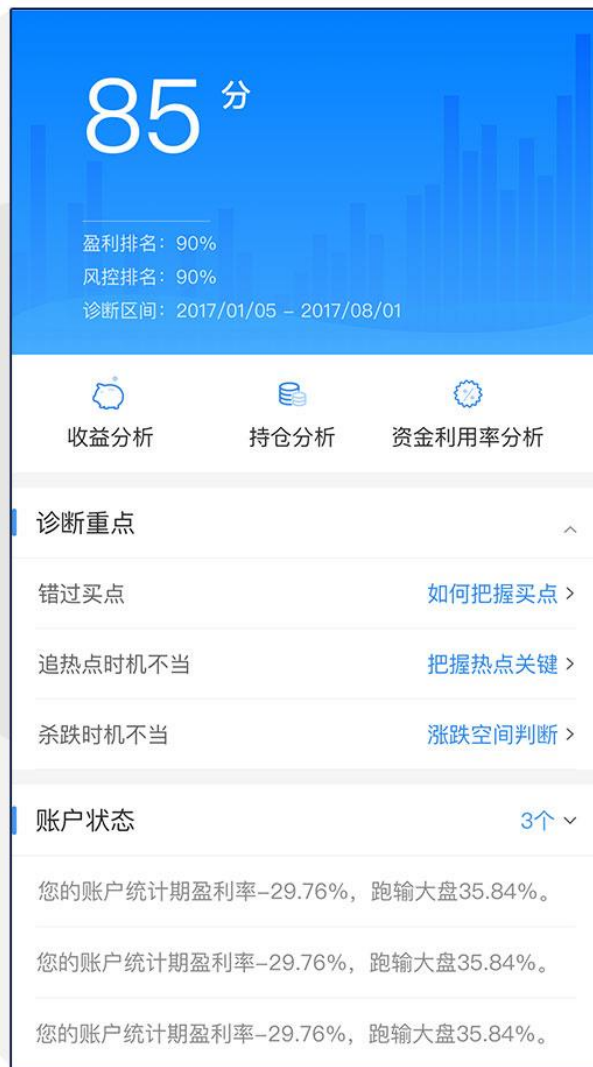 85 分
盈利排名：90%
风控排名：90%
诊断区间：2017/01/05 – 2017/08/01
收益分析 持仓分析 资金利用率分析
诊断重点
错过买点 如何把握买点 >
追热点时机不当 把握热点关键 >
杀跌时机不当 涨跌空间判断 >
账户状态 3个
您的账户统计期盈利率–29.76%，跑输大盘35.84%。
您的账户统计期盈利率–29.76%，跑输大盘35.84%。
您的账户统计期盈利率–29.76%，跑输大盘35.84%。